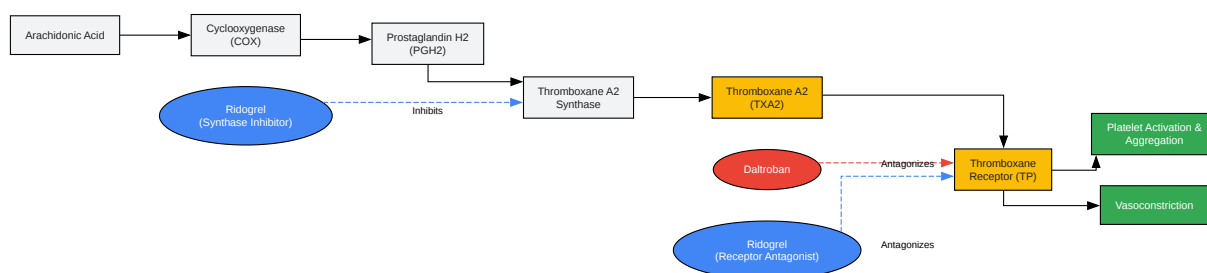 Arachidonic Acid
Cyclooxygenase
(COX)
Prostaglandin H2
(PGH2)
Ridogrel
(Synthase Inhibitor)
Inhibits
Thromboxane A2
Synthase
Thromboxane A2
(TXA2)
Daltroban
Antagonizes
Thromboxane
Receptor (TP)
Platelet Activation &
Aggregation
Vasoconstriction
Ridogrel
(Receptor Antagonist)
Antagonizes